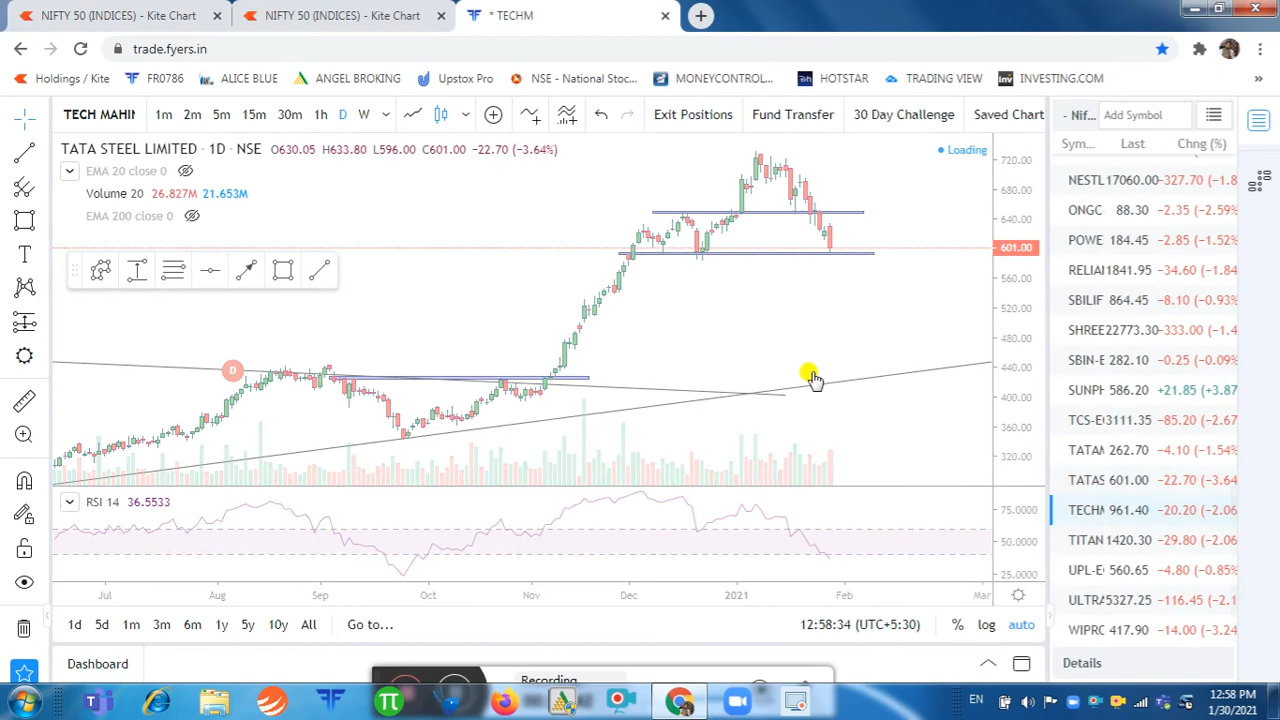 NIFTY 50 (INDICES) - Kite Chart
NIFTY 50 (INDICES) - Kite Chart
* TECHM
trade.fyers.in
Holdings / Kite
FR0786
ALICE BLUE
ANGEL BROKING
Upstox Pro
NSE - National Stoc...
MONEYCONTROL...
HOTSTAR
TRADING VIEW
INVESTING.COM
»
TECH MAHIN
1m 2m 5m 15m 30m 1h D W
Exit Positions
Fund Transfer
30 Day Challenge
Saved Chart
- Nif...
Add Symbol
TATA STEEL LIMITED · 1D · NSE O630.05 H633.80 L596.00 C601.00 -22.70 (-3.64%)
Loading
Sym... Last Chng (%)
EMA 20 close 0
Volume 20 26.827M 21.653M
EMA 200 close 0
D
720.00
680.00
640.00
601.00
560.00
520.00
480.00
440.00
400.00
360.00
320.00
NESTL 17060.00 -327.70 (-1.8
ONGC 88.30 -2.35 (-2.59%
POWE 184.45 -2.85 (-1.52%
RELIAI 1841.95 -34.60 (-1.84
SBILIF 864.45 -8.10 (-0.93%
SHREE 22773.30 -333.00 (-1.4
SBIN-E 282.10 -0.25 (-0.09%
SUNPH 586.20 +21.85 (+3.87
TCS-E 3111.35 -85.20 (-2.67
TATAM 262.70 -4.10 (-1.54%
TATAS 601.00 -22.70 (-3.64
TECHM 961.40 -20.20 (-2.06
TITAN 1420.30 -29.80 (-2.06
UPL-E 560.65 -4.80 (-0.85%
ULTRA 5327.25 -116.45 (-2.1
WIPRC 417.90 -14.00 (-3.24
RSI 14 36.5533
75.0000
50.0000
25.0000
Jul Aug Sep Oct Nov Dec 2021 Feb Mar
1d 5d 1m 3m 6m 1y 5y 10y All Go to...
12:58:34 (UTC+5:30) % log auto
Details
Dashboard
Recording
EN
12:58 PM
1/30/2021